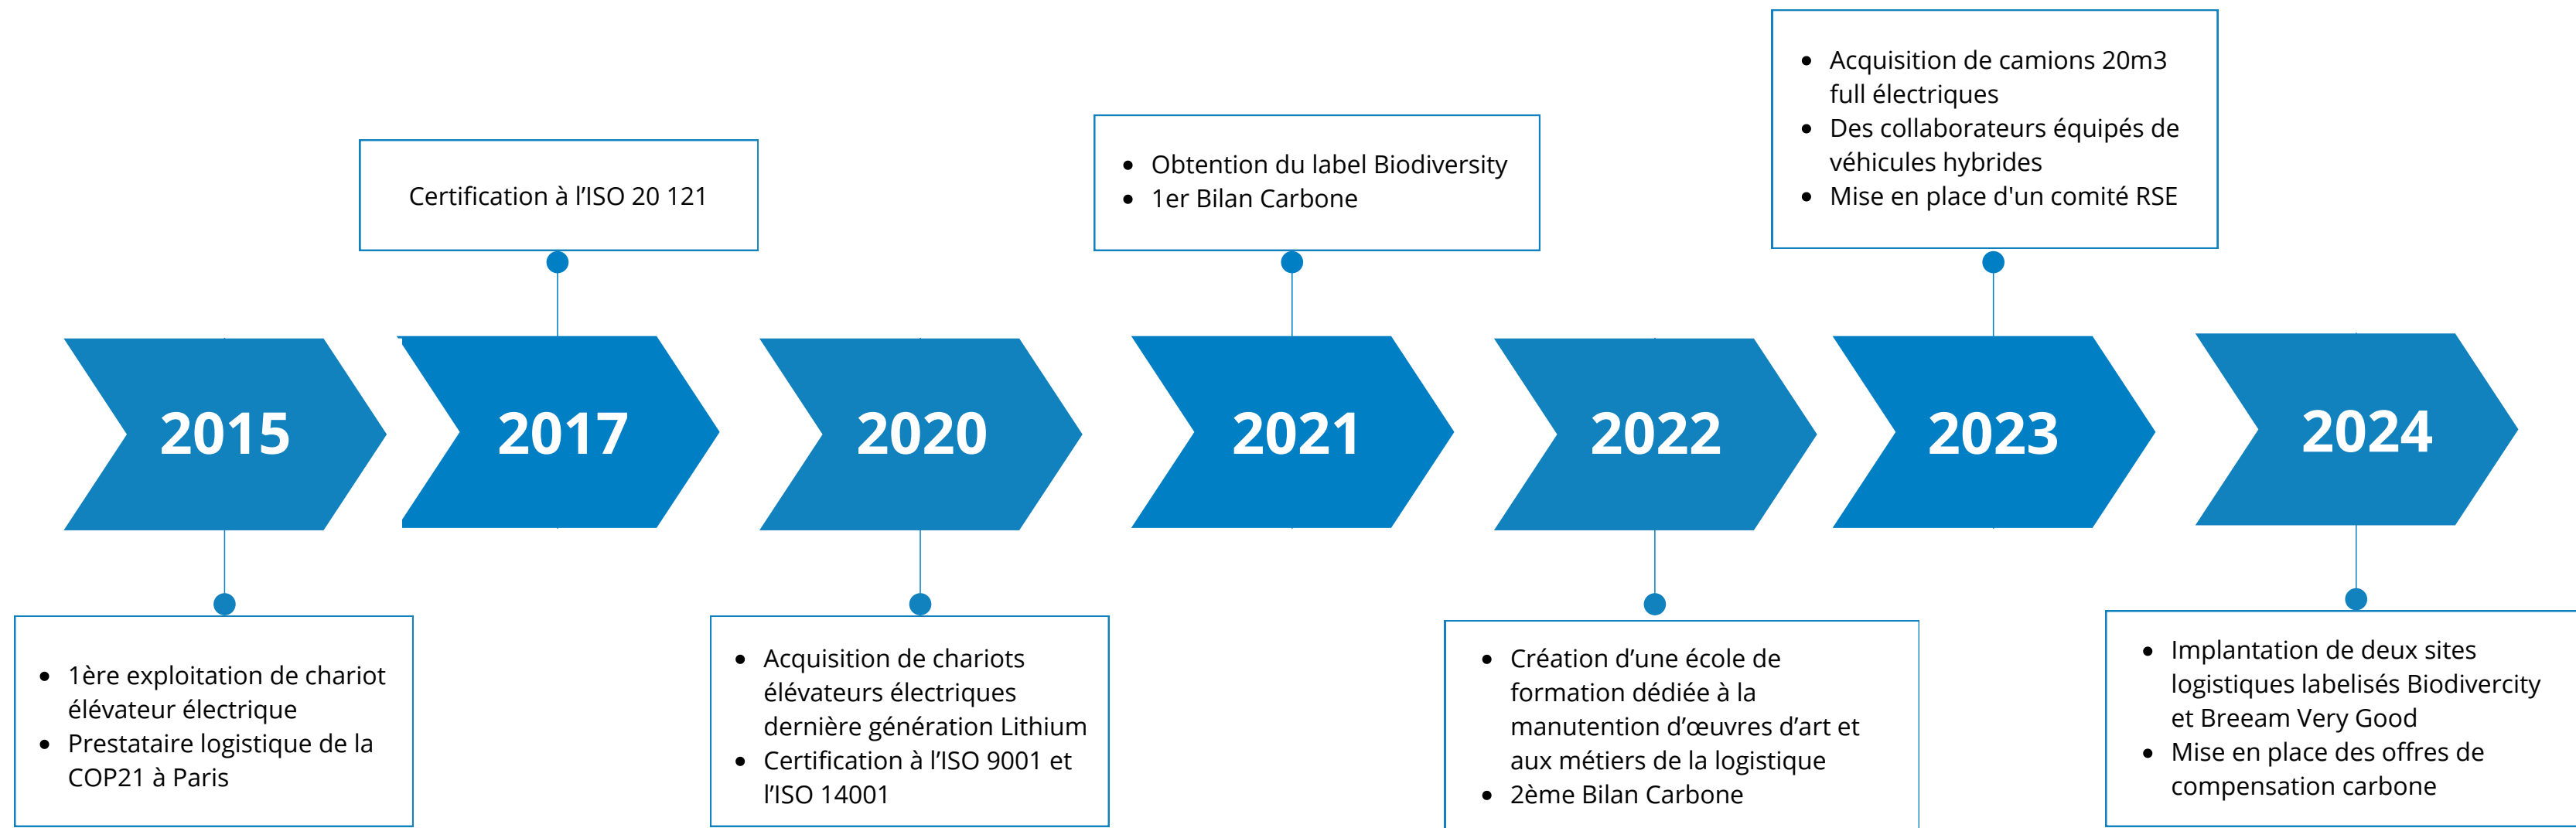 2015
• 1ère exploitation de chariot
élévateur électrique
• Prestataire logistique de la
COP21 à Paris
2017
Certification à l’ISO 20 121
2020
• Acquisition de chariots
élévateurs électriques
dernière génération Lithium
• Certification à l’ISO 9001 et
l’ISO 14001
2021
• Obtention du label Biodiversity
• 1er Bilan Carbone
2022
• Création d’une école de
formation dédiée à la
manutention d’œuvres d’art et
aux métiers de la logistique
• 2ème Bilan Carbone
2023
• Acquisition de camions 20m3
full électriques
• Des collaborateurs équipés de
véhicules hybrides
• Mise en place d'un comité RSE
2024
• Implantation de deux sites
logistiques labelisés Biodivercity
et Breeam Very Good
• Mise en place des offres de
compensation carbone